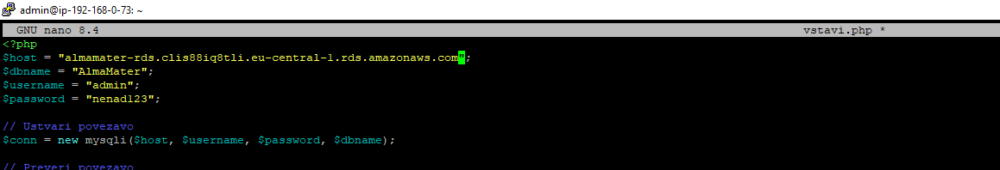 admin@ip-192-168-0-73: ~
GNU nano 8.4 vstavi.php *
<?php
$host = "almamater-rds.clis88iq8tli.eu-central-1.rds.amazonaws.com";
$dbname = "AlmaMater";
$username = "admin";
$password = "nenad123";
// Ustvari povezavo
$conn = new mysqli($host, $username, $password, $dbname);
// Preveri povezavo